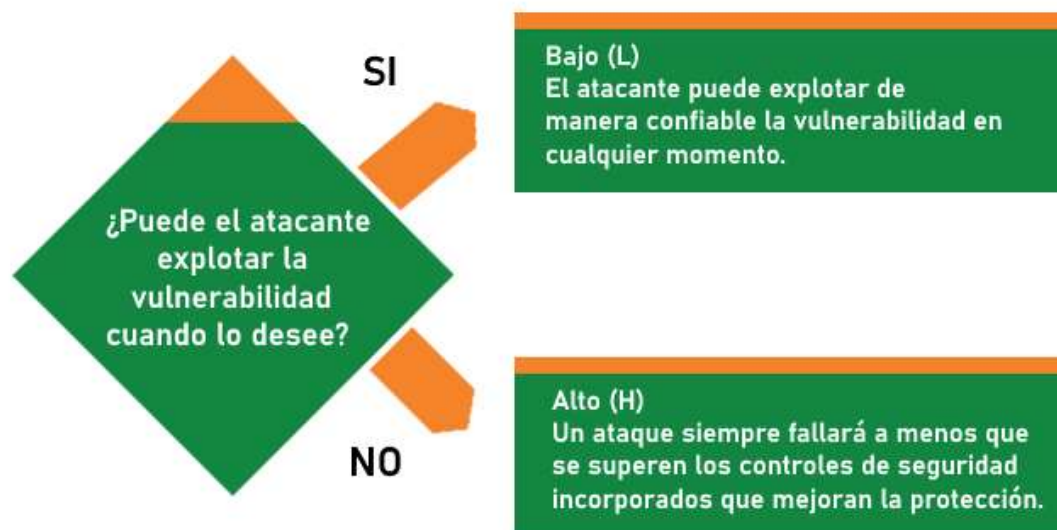 SI
Bajo (L)
El atacante puede explotar de
manera confiable la vulnerabilidad en
cualquier momento.
¿Puede el atacante
explotar la
vulnerabilidad
cuando lo desee?
NO
Alto (H)
Un ataque siempre fallará a menos que
se superen los controles de seguridad
incorporados que mejoran la protección.